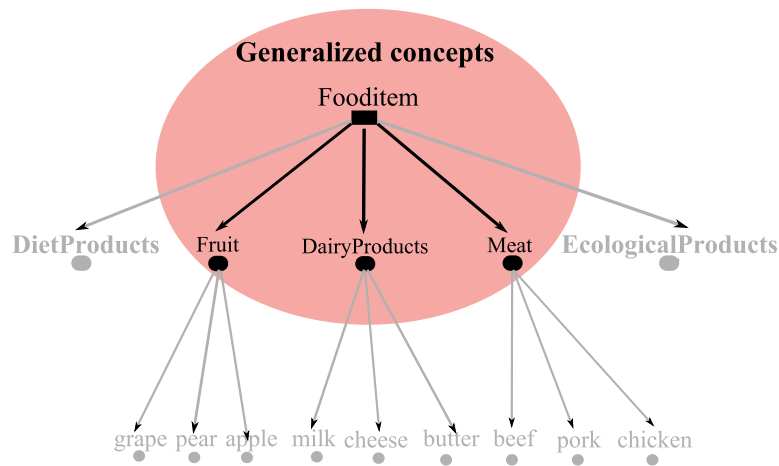 Generalized concepts
Fooditem
DietProducts Fruit DairyProducts Meat EcologicalProducts
grape pear apple milk cheese butter beef pork chicken